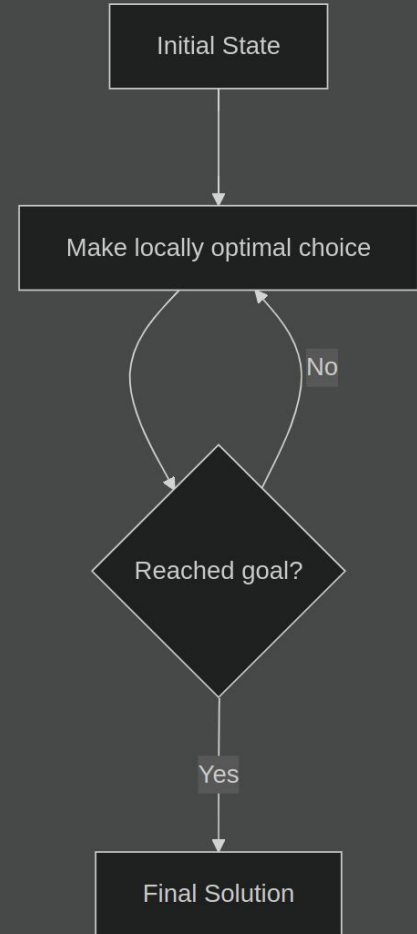 Initial State
Make locally optimal choice
No
Reached goal?
Yes
Final Solution